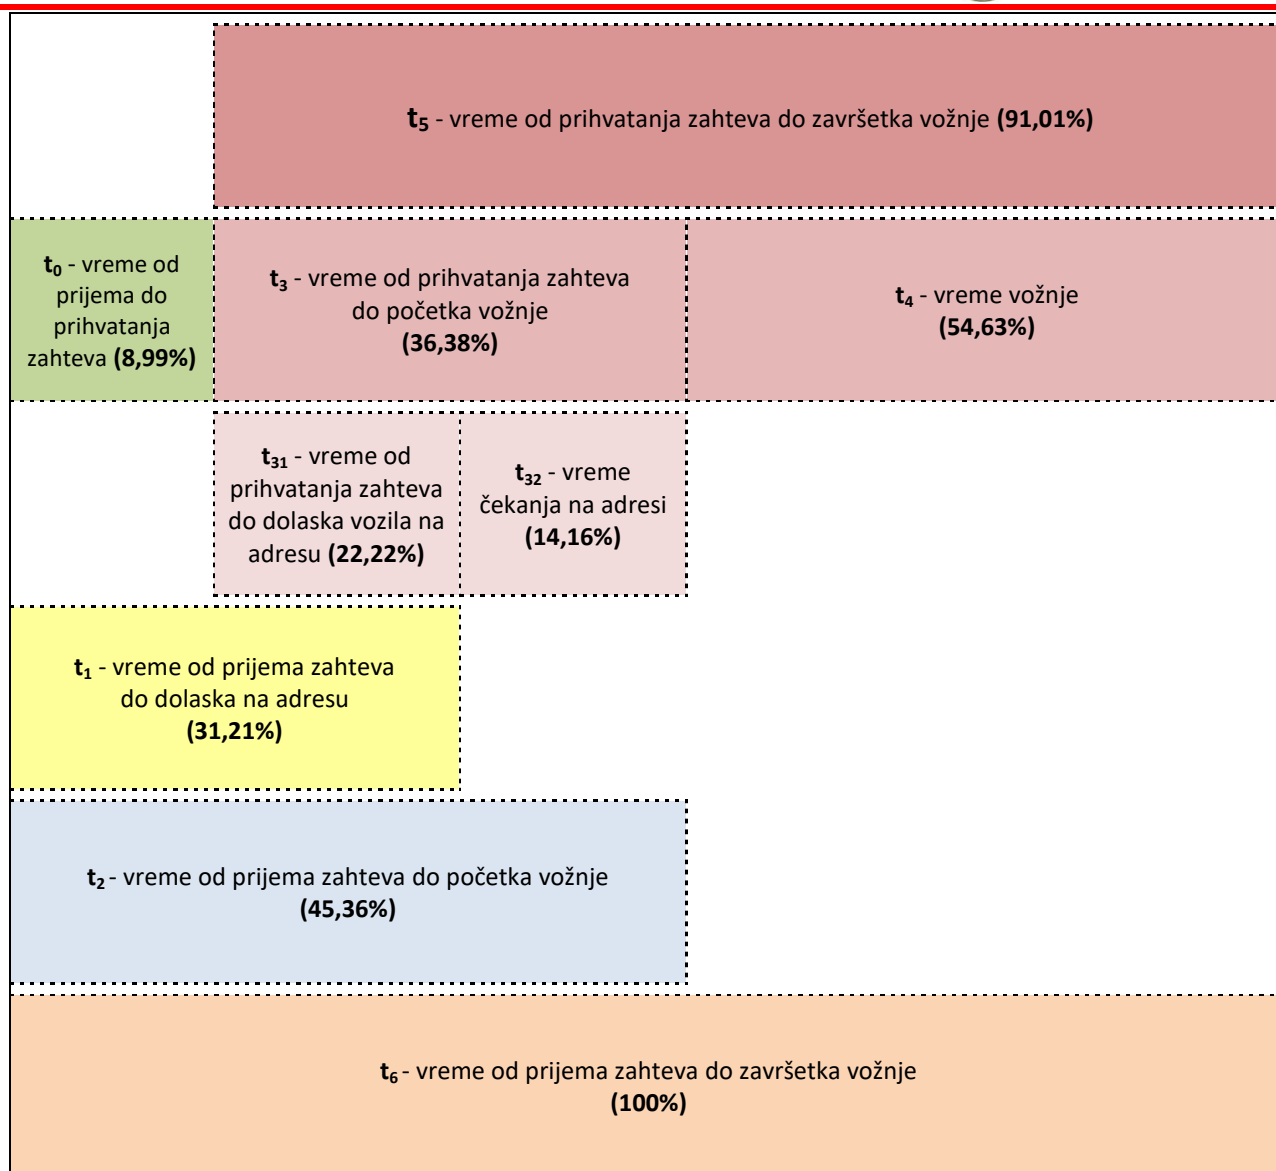 t5 - vreme od prihvatanja zahteva do završetka vožnje (91,01%)
t0 - vreme od
prijema do
prihvatanja
zahteva (8,99%)
t3 - vreme od prihvatanja zahteva
do početka vožnje
(36,38%)
t4 - vreme vožnje
(54,63%)
t31 - vreme od
prihvatanja zahteva
do dolaska vozila na
adresu (22,22%)
t32 - vreme
čekanja na adresi
(14,16%)
t1 - vreme od prijema zahteva
do dolaska na adresu
(31,21%)
t2 - vreme od prijema zahteva do početka vožnje
(45,36%)
t6 - vreme od prijema zahteva do završetka vožnje
(100%)